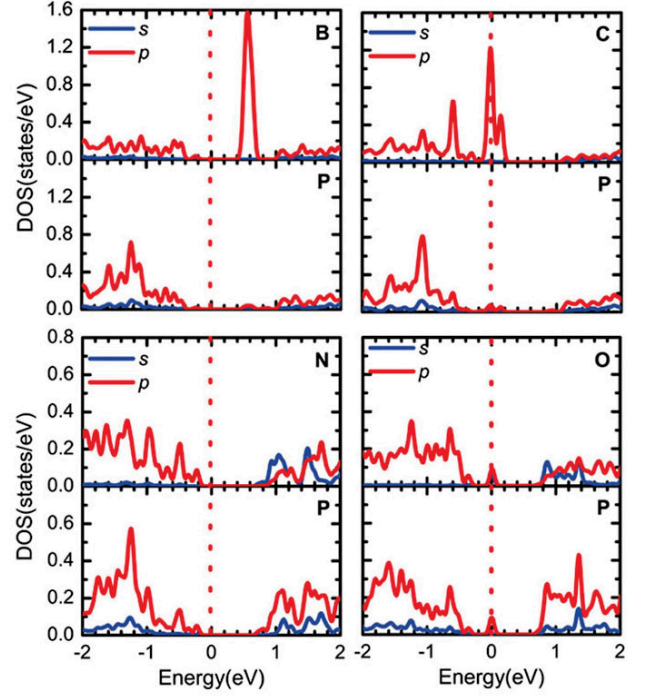 1.6
s
p
B
1.2
0.8
0.4
0.0
s
p
C
DOS(states/eV)
P
1.2
0.8
0.4
0.0
P
0.8
s
p
N
0.6
0.4
0.2
0.0
s
p
O
DOS(states/eV)
P
0.6
0.4
0.2
0.0
P
-2 -1 0 1 2
-2 -1 0 1 2
Energy(eV)
Energy(eV)